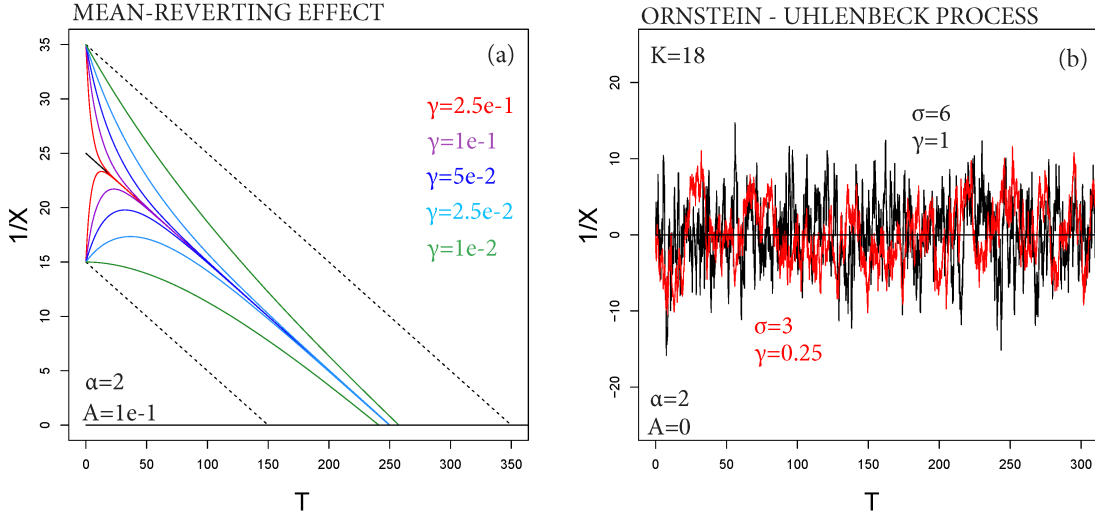 MEAN-REVERTING EFFECT
(a)
γ=2.5e-1
γ=1e-1
γ=5e-2
γ=2.5e-2
γ=1e-2
α=2
A=1e-1
1/X
35
30
25
20
15
10
5
0
0 50 100 150 200 250 300 350
T
ORNSTEIN - UHLENBECK PROCESS
K=18
(b)
σ=6
γ=1
σ=3
γ=0.25
α=2
A=0
1/X
20
10
0
-10
-20
0 50 100 150 200 250 300
T